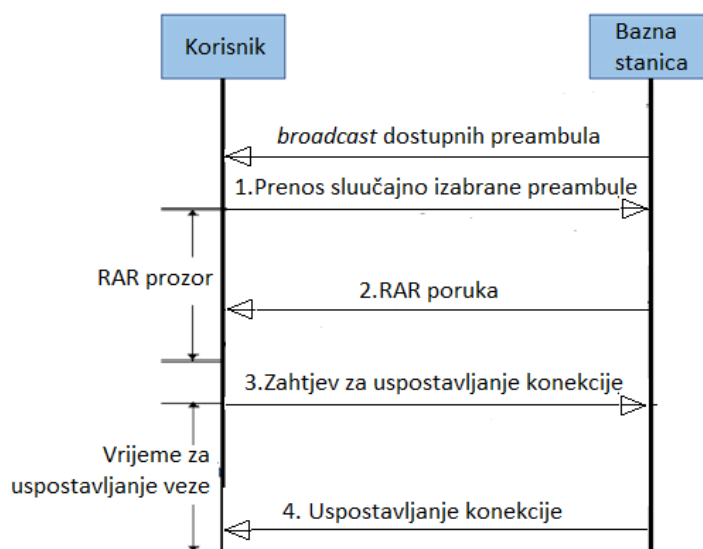 Korisnik
Bazna
stanica
broadcast dostupnih preambula
1.Prenos sluučajno izabrane preambule
RAR prozor
2.RAR poruka
3.Zahtjev za uspostavljanje konekcije
Vrijeme za
uspostavljanje veze
4. Uspostavljanje konekcije